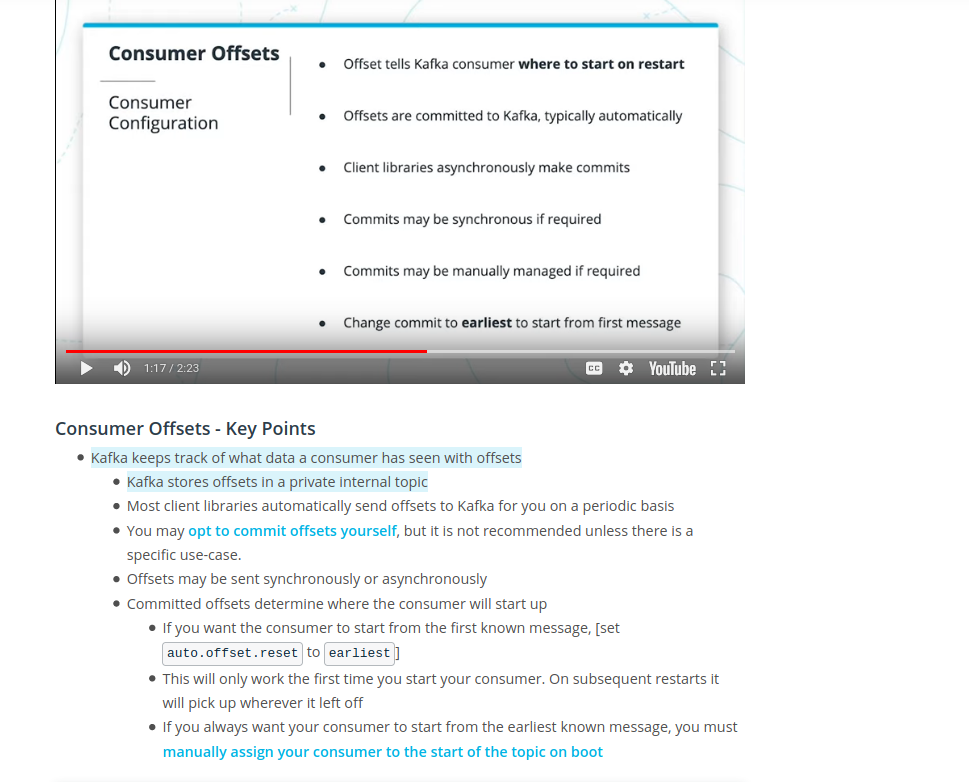 Consumer Offsets
Consumer
Configuration
• Offset tells Kafka consumer where to start on restart
• Offsets are committed to Kafka, typically automatically
• Client libraries asynchronously make commits
• Commits may be synchronous if required
• Commits may be manually managed if required
• Change commit to earliest to start from first message
1:17 / 2:23
CC
YouTube
Consumer Offsets - Key Points
• Kafka keeps track of what data a consumer has seen with offsets
• Kafka stores offsets in a private internal topic
• Most client libraries automatically send offsets to Kafka for you on a periodic basis
• You may opt to commit offsets yourself, but it is not recommended unless there is a
specific use-case.
• Offsets may be sent synchronously or asynchronously
• Committed offsets determine where the consumer will start up
• If you want the consumer to start from the first known message, [set
auto.offset.reset to earliest]
• This will only work the first time you start your consumer. On subsequent restarts it
will pick up wherever it left off
• If you always want your consumer to start from the earliest known message, you must
manually assign your consumer to the start of the topic on boot